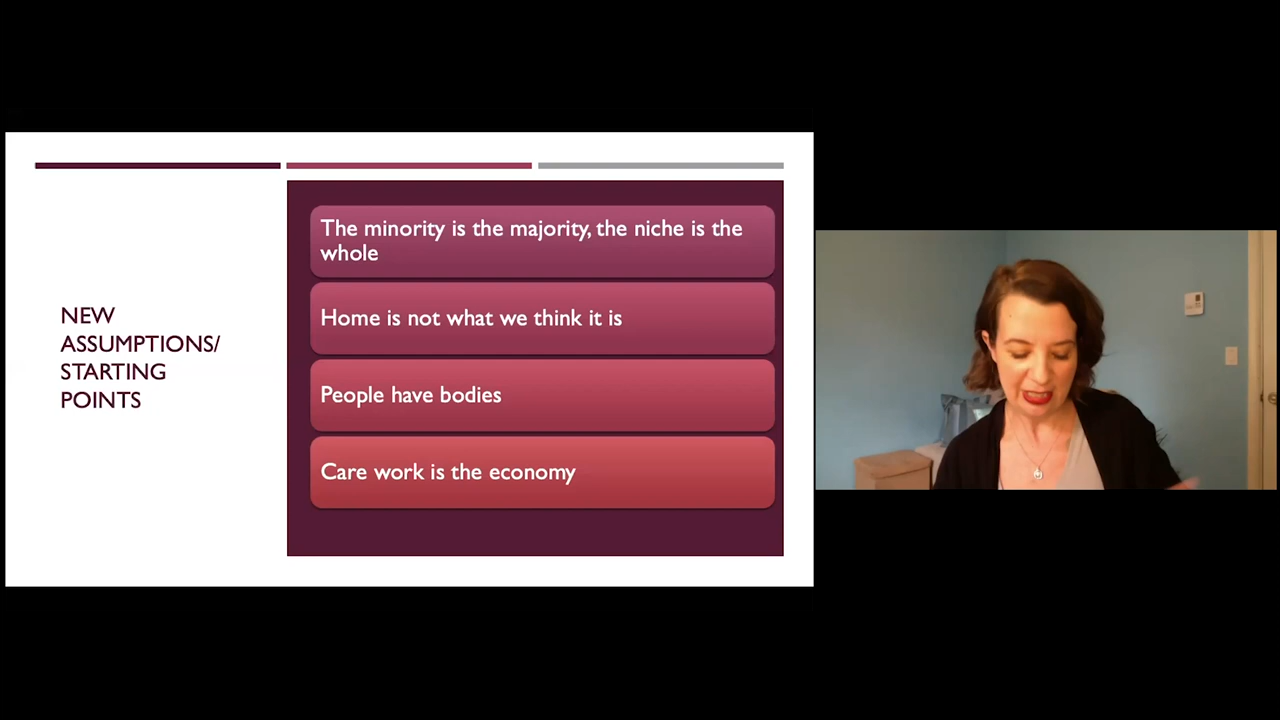 NEW
ASSUMPTIONS/
STARTING
POINTS
The minority is the majority, the niche is the
whole
Home is not what we think it is
People have bodies
Care work is the economy